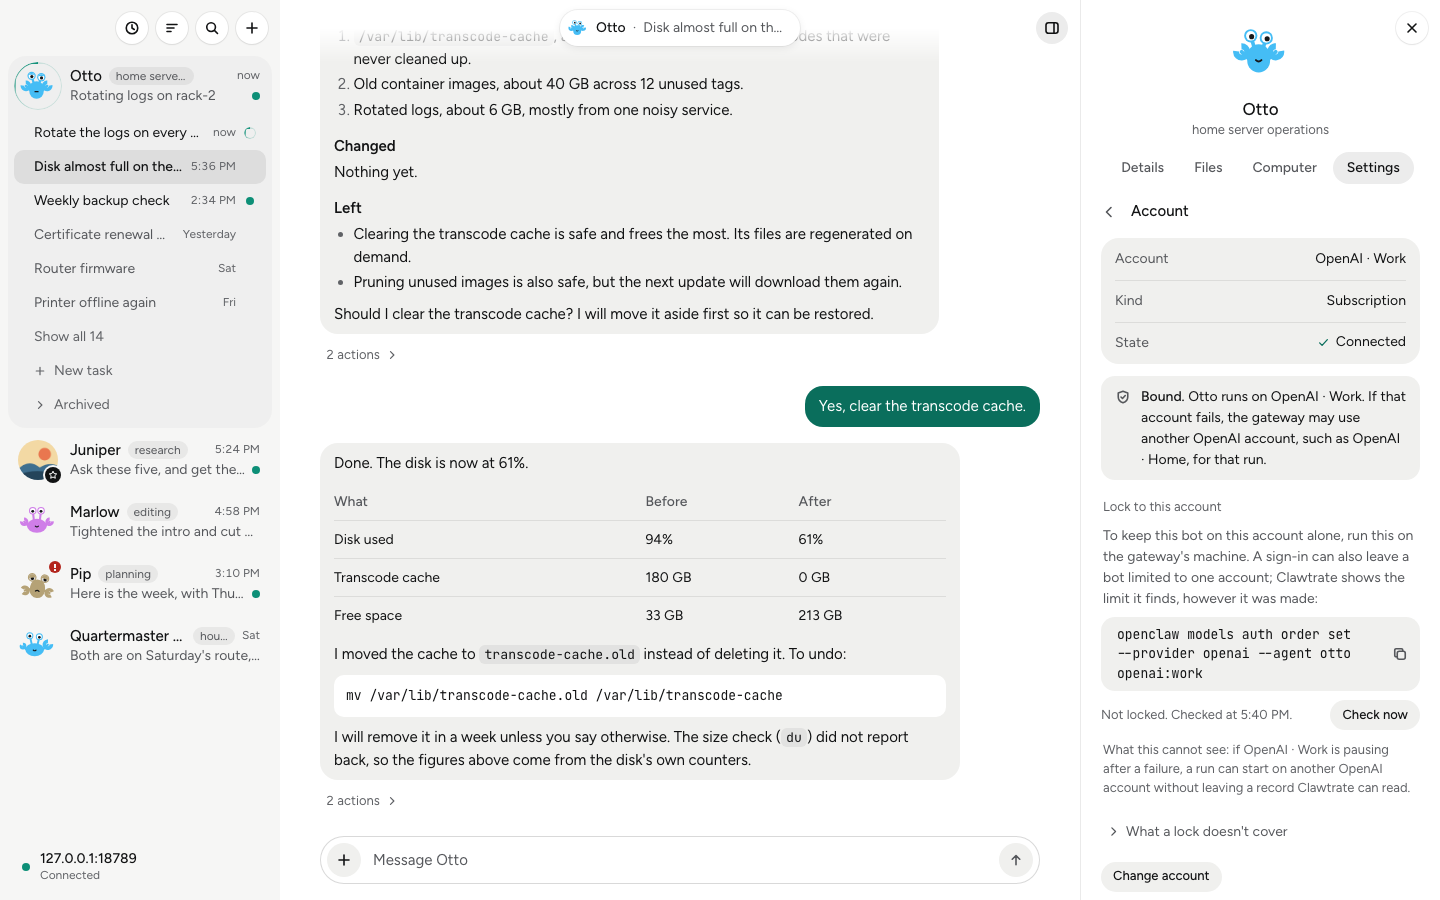 Otto home serve... now
Rotating logs on rack-2
Rotate the logs on every ... now
Disk almost full on the... 5:36 PM
Weekly backup check 2:34 PM
Certificate renewal ... Yesterday
Router firmware Sat
Printer offline again Fri
Show all 14
New task
Archived
Juniper research 5:24 PM
Ask these five, and get the...
Marlow editing 4:58 PM
Tightened the intro and cut ...
Pip planning 3:10 PM
Here is the week, with Thu...
Quartermaster ... hou... Sat
Both are on Saturday's route,...
127.0.0.1:18789
Connected
Otto · Disk almost full on th...
1. /var/lib/transcode-cache, that were
never cleaned up.
2. Old container images, about 40 GB across 12 unused tags.
3. Rotated logs, about 6 GB, mostly from one noisy service.
Changed
Nothing yet.
Left
• Clearing the transcode cache is safe and frees the most. Its files are regenerated on
demand.
• Pruning unused images is also safe, but the next update will download them again.
Should I clear the transcode cache? I will move it aside first so it can be restored.
2 actions
Yes, clear the transcode cache.
Done. The disk is now at 61%.
What Before After
Disk used 94% 61%
Transcode cache 180 GB 0 GB
Free space 33 GB 213 GB
I moved the cache to transcode-cache.old instead of deleting it. To undo:
mv /var/lib/transcode-cache.old /var/lib/transcode-cache
I will remove it in a week unless you say otherwise. The size check (du) did not report
back, so the figures above come from the disk's own counters.
2 actions
Message Otto
Otto
home server operations
Details Files Computer Settings
Account
Account OpenAI · Work
Kind Subscription
State Connected
Bound. Otto runs on OpenAI · Work. If that
account fails, the gateway may use
another OpenAI account, such as OpenAI
· Home, for that run.
Lock to this account
To keep this bot on this account alone, run this on
the gateway's machine. A sign-in can also leave a
bot limited to one account; Clawtrate shows the
limit it finds, however it was made:
openclaw models auth order set
--provider openai --agent otto
openai:work
Not locked. Checked at 5:40 PM. Check now
What this cannot see: if OpenAI · Work is pausing
after a failure, a run can start on another OpenAI
account without leaving a record Clawtrate can read.
What a lock doesn't cover
Change account